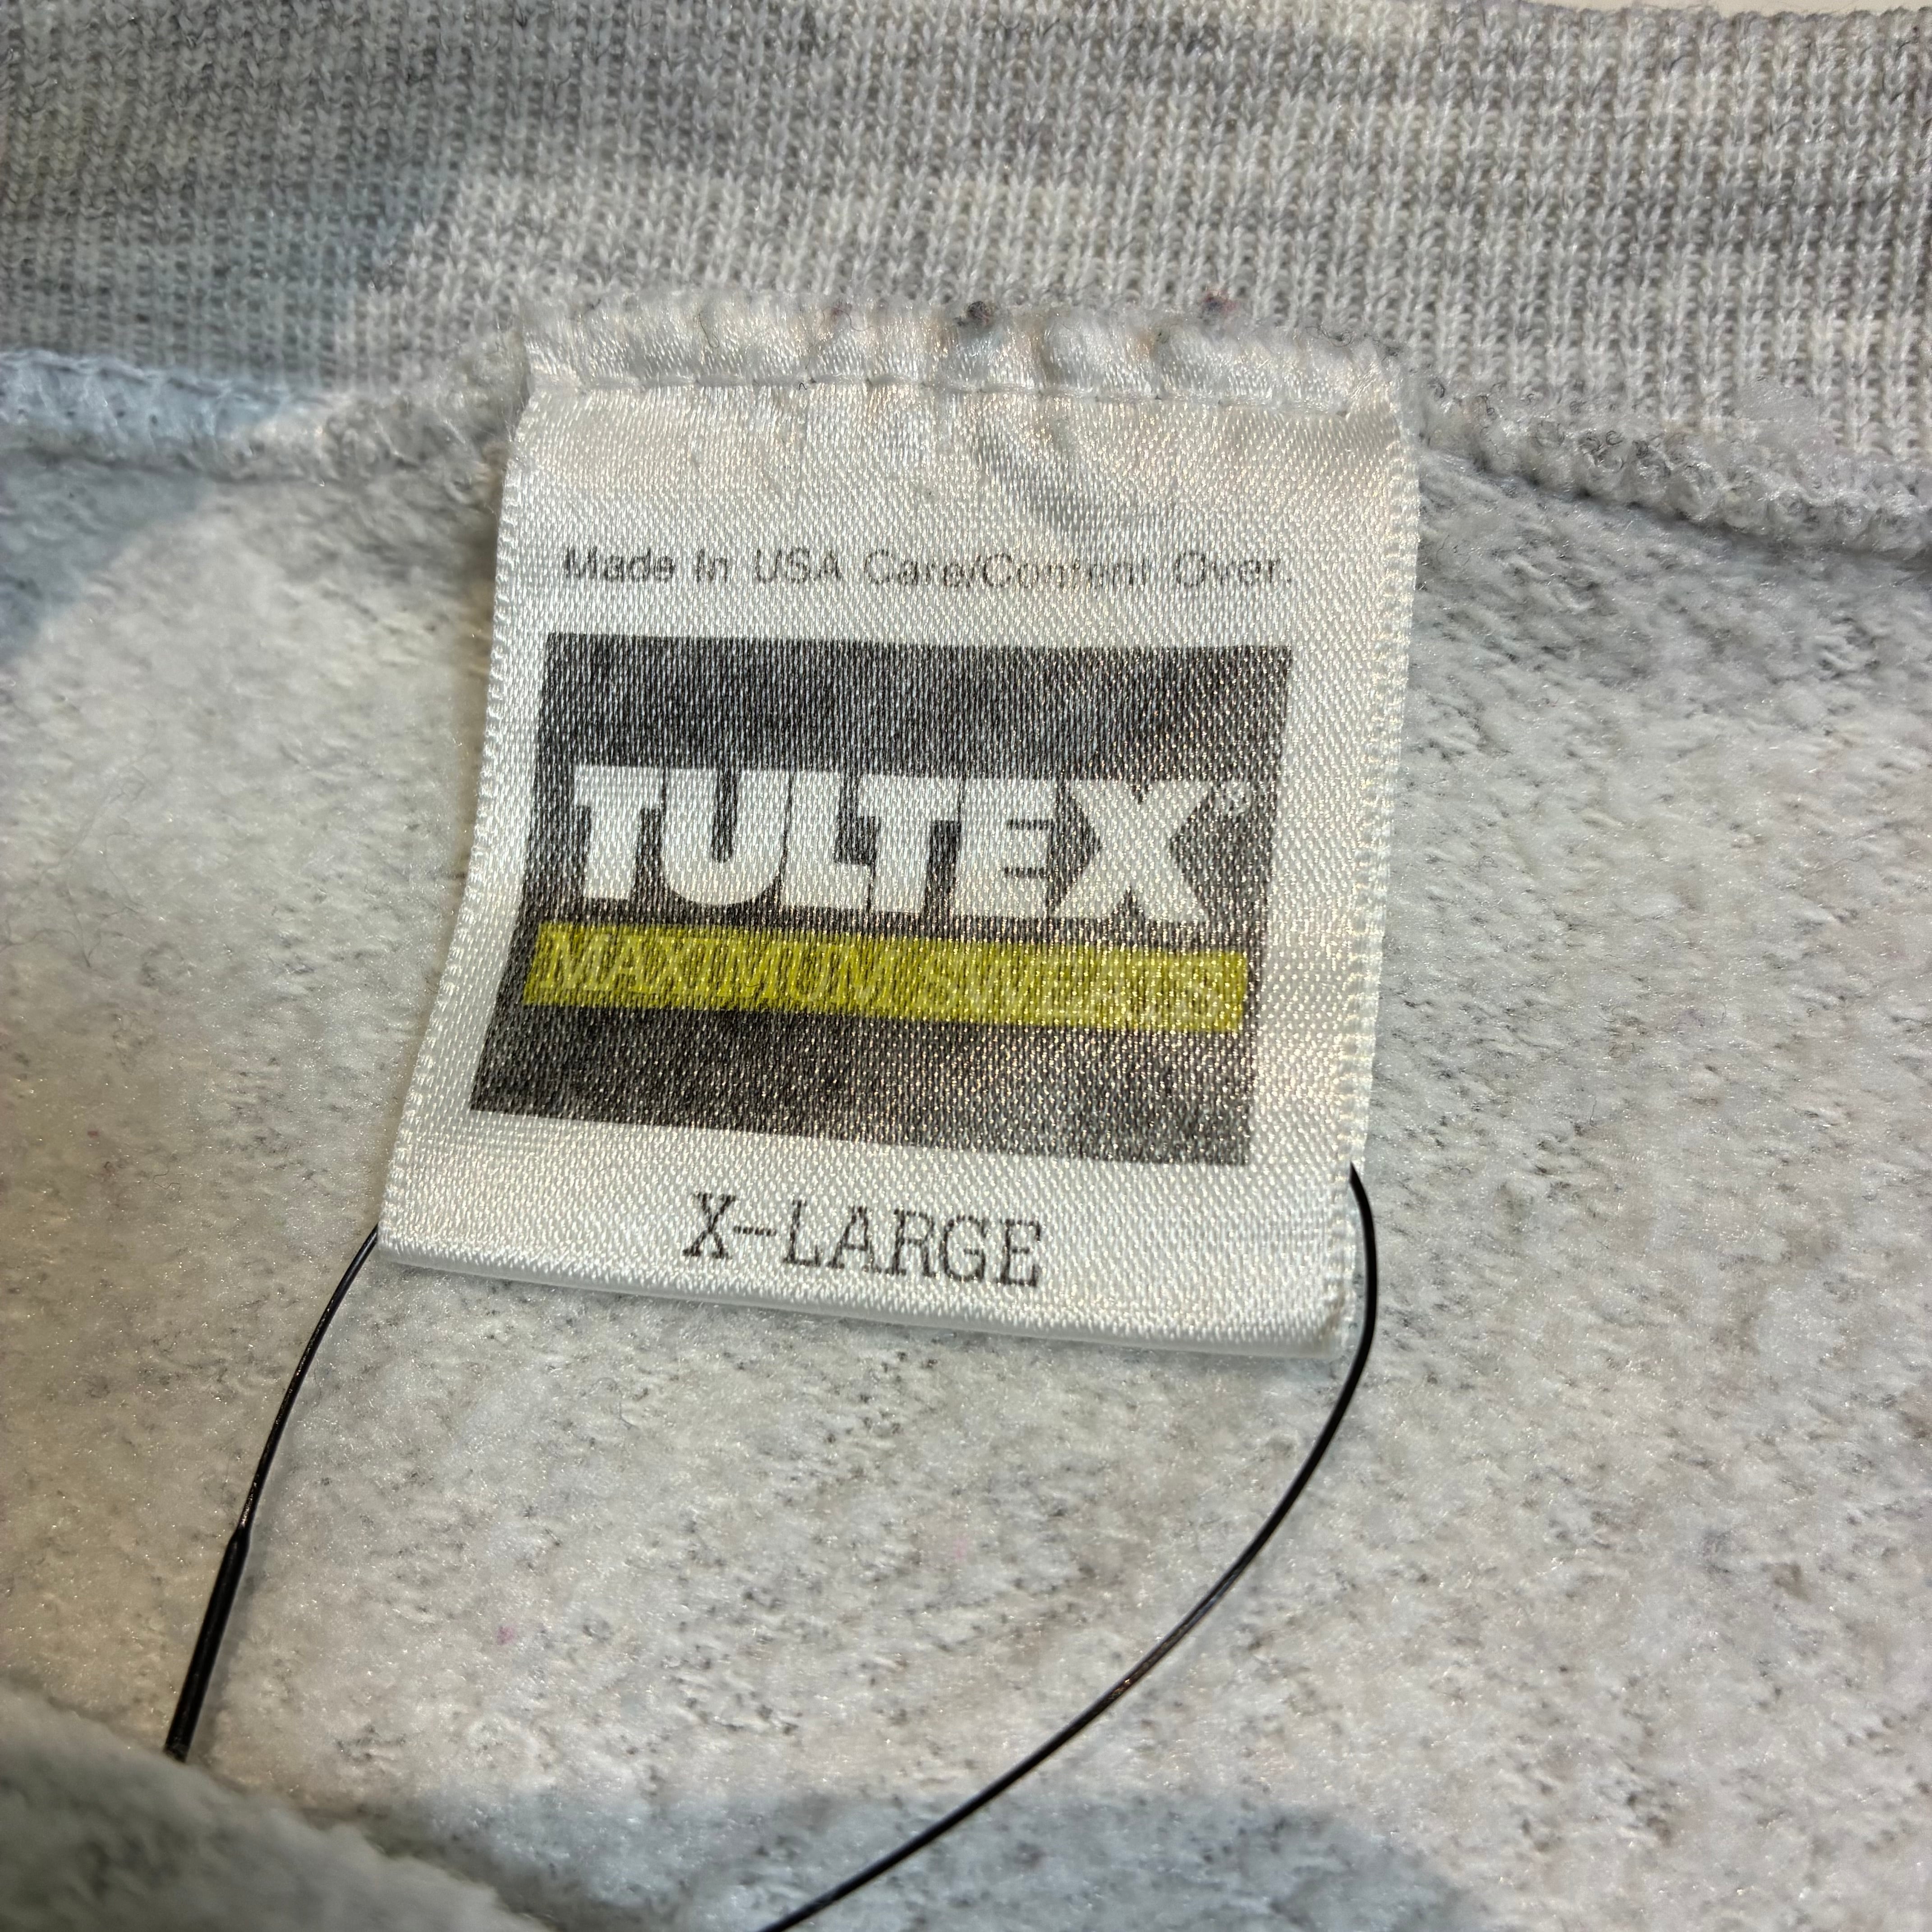 Made In USA Care/Content Over.
TULTEX®
MAXIMUM SWEATS
X-LARGE